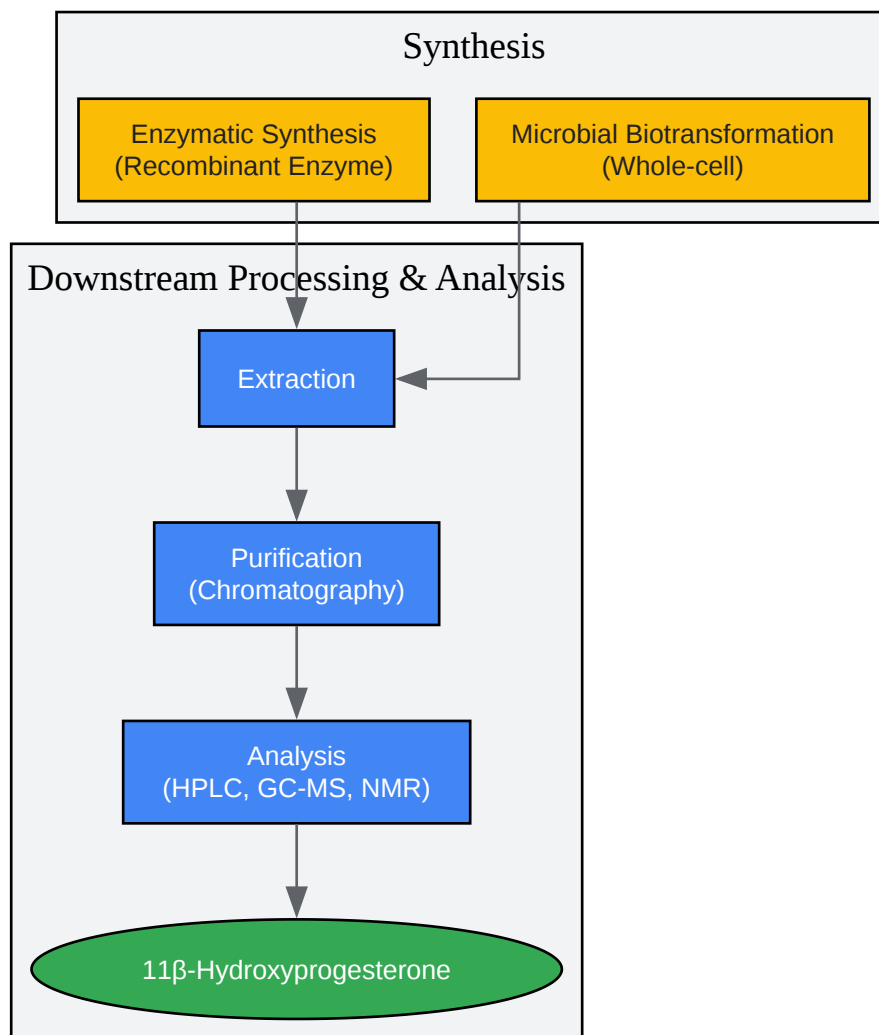 Synthesis
Enzymatic Synthesis
(Recombinant Enzyme)
Microbial Biotransformation
(Whole-cell)
Downstream Processing & Analysis
Extraction
Purification
(Chromatography)
Analysis
(HPLC, GC-MS, NMR)
11β-Hydroxyprogesterone